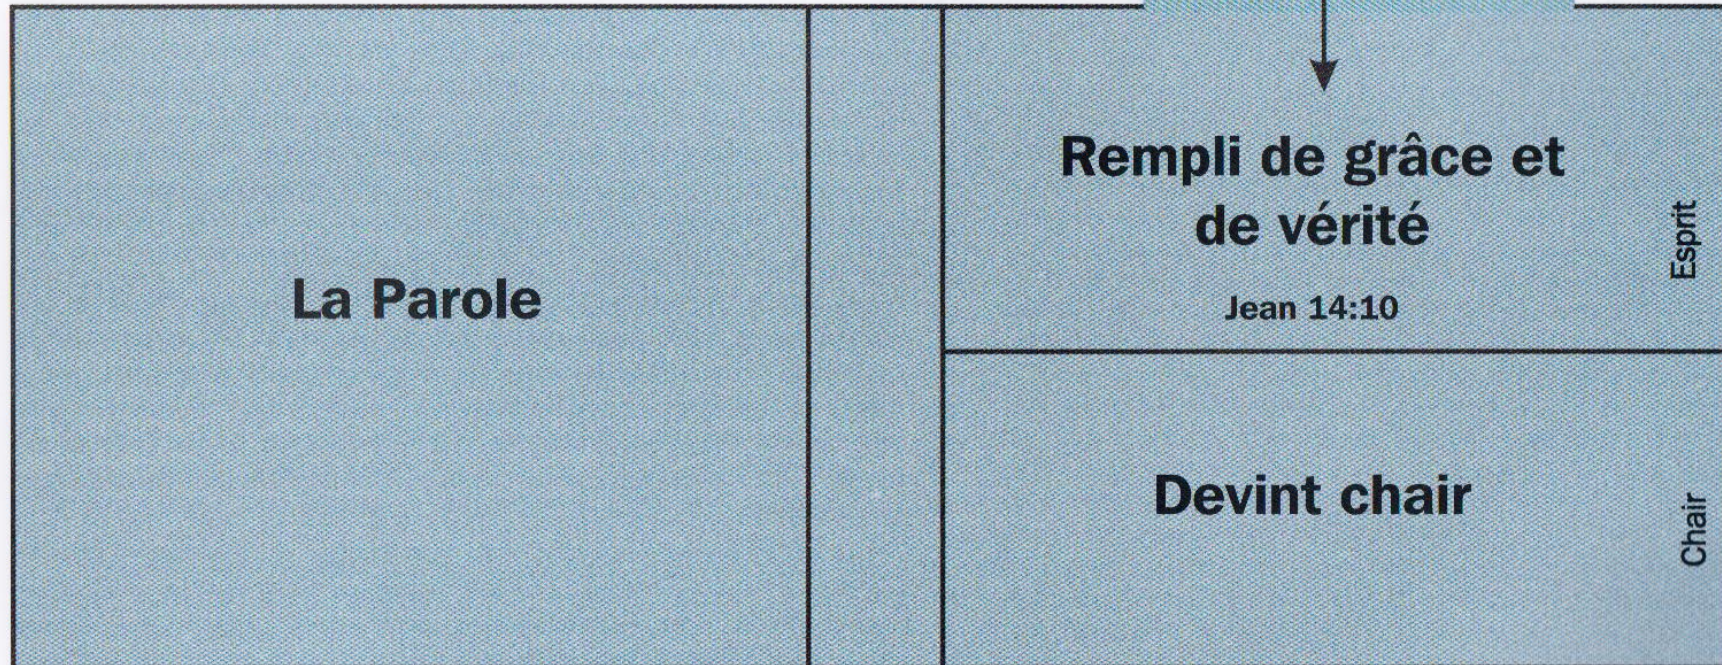 La Parole
Rempli de grâce et
de vérité
Jean 14:10
Esprit
Devint chair
Chair